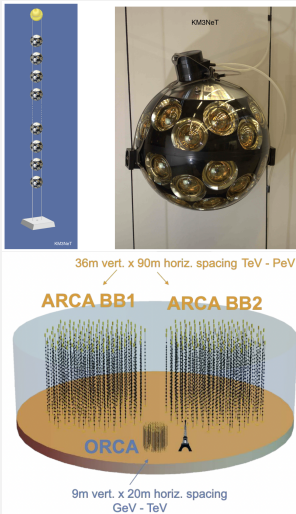 KM3NeT
KM3NeT
36m vert. x 90m horiz. spacing TeV - PeV
ARCA BB1
ARCA BB2
ORCA
9m vert. x 20m horiz. spacing
GeV - TeV